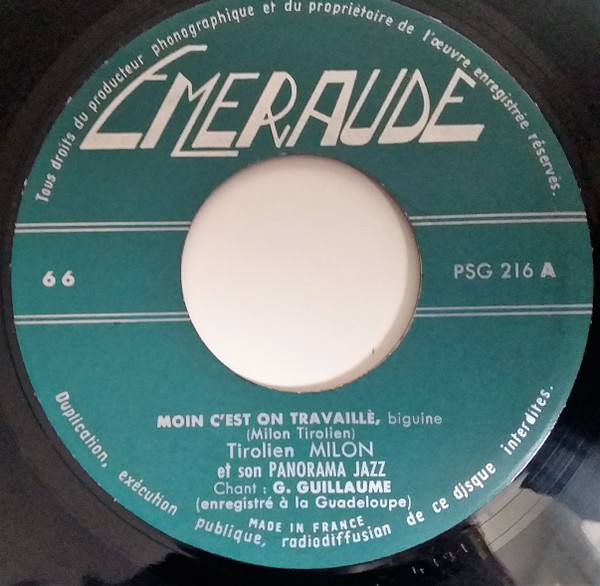 Tous droits du producteur phonographique et du propriétaire de l'œuvre enregistrée réservés.
EMERAUDE
66
PSG 216 A
MOIN C'EST ON TRAVAILLÈ, biguine
(Milon Tirolien)
Tirolien MILON
et son PANORAMA JAZZ
Chant : G. GUILLAUME
(enregistré à la Guadeloupe)
MADE IN FRANCE
Duplication, exécution publique, radiodiffusion de ce disque interdites.